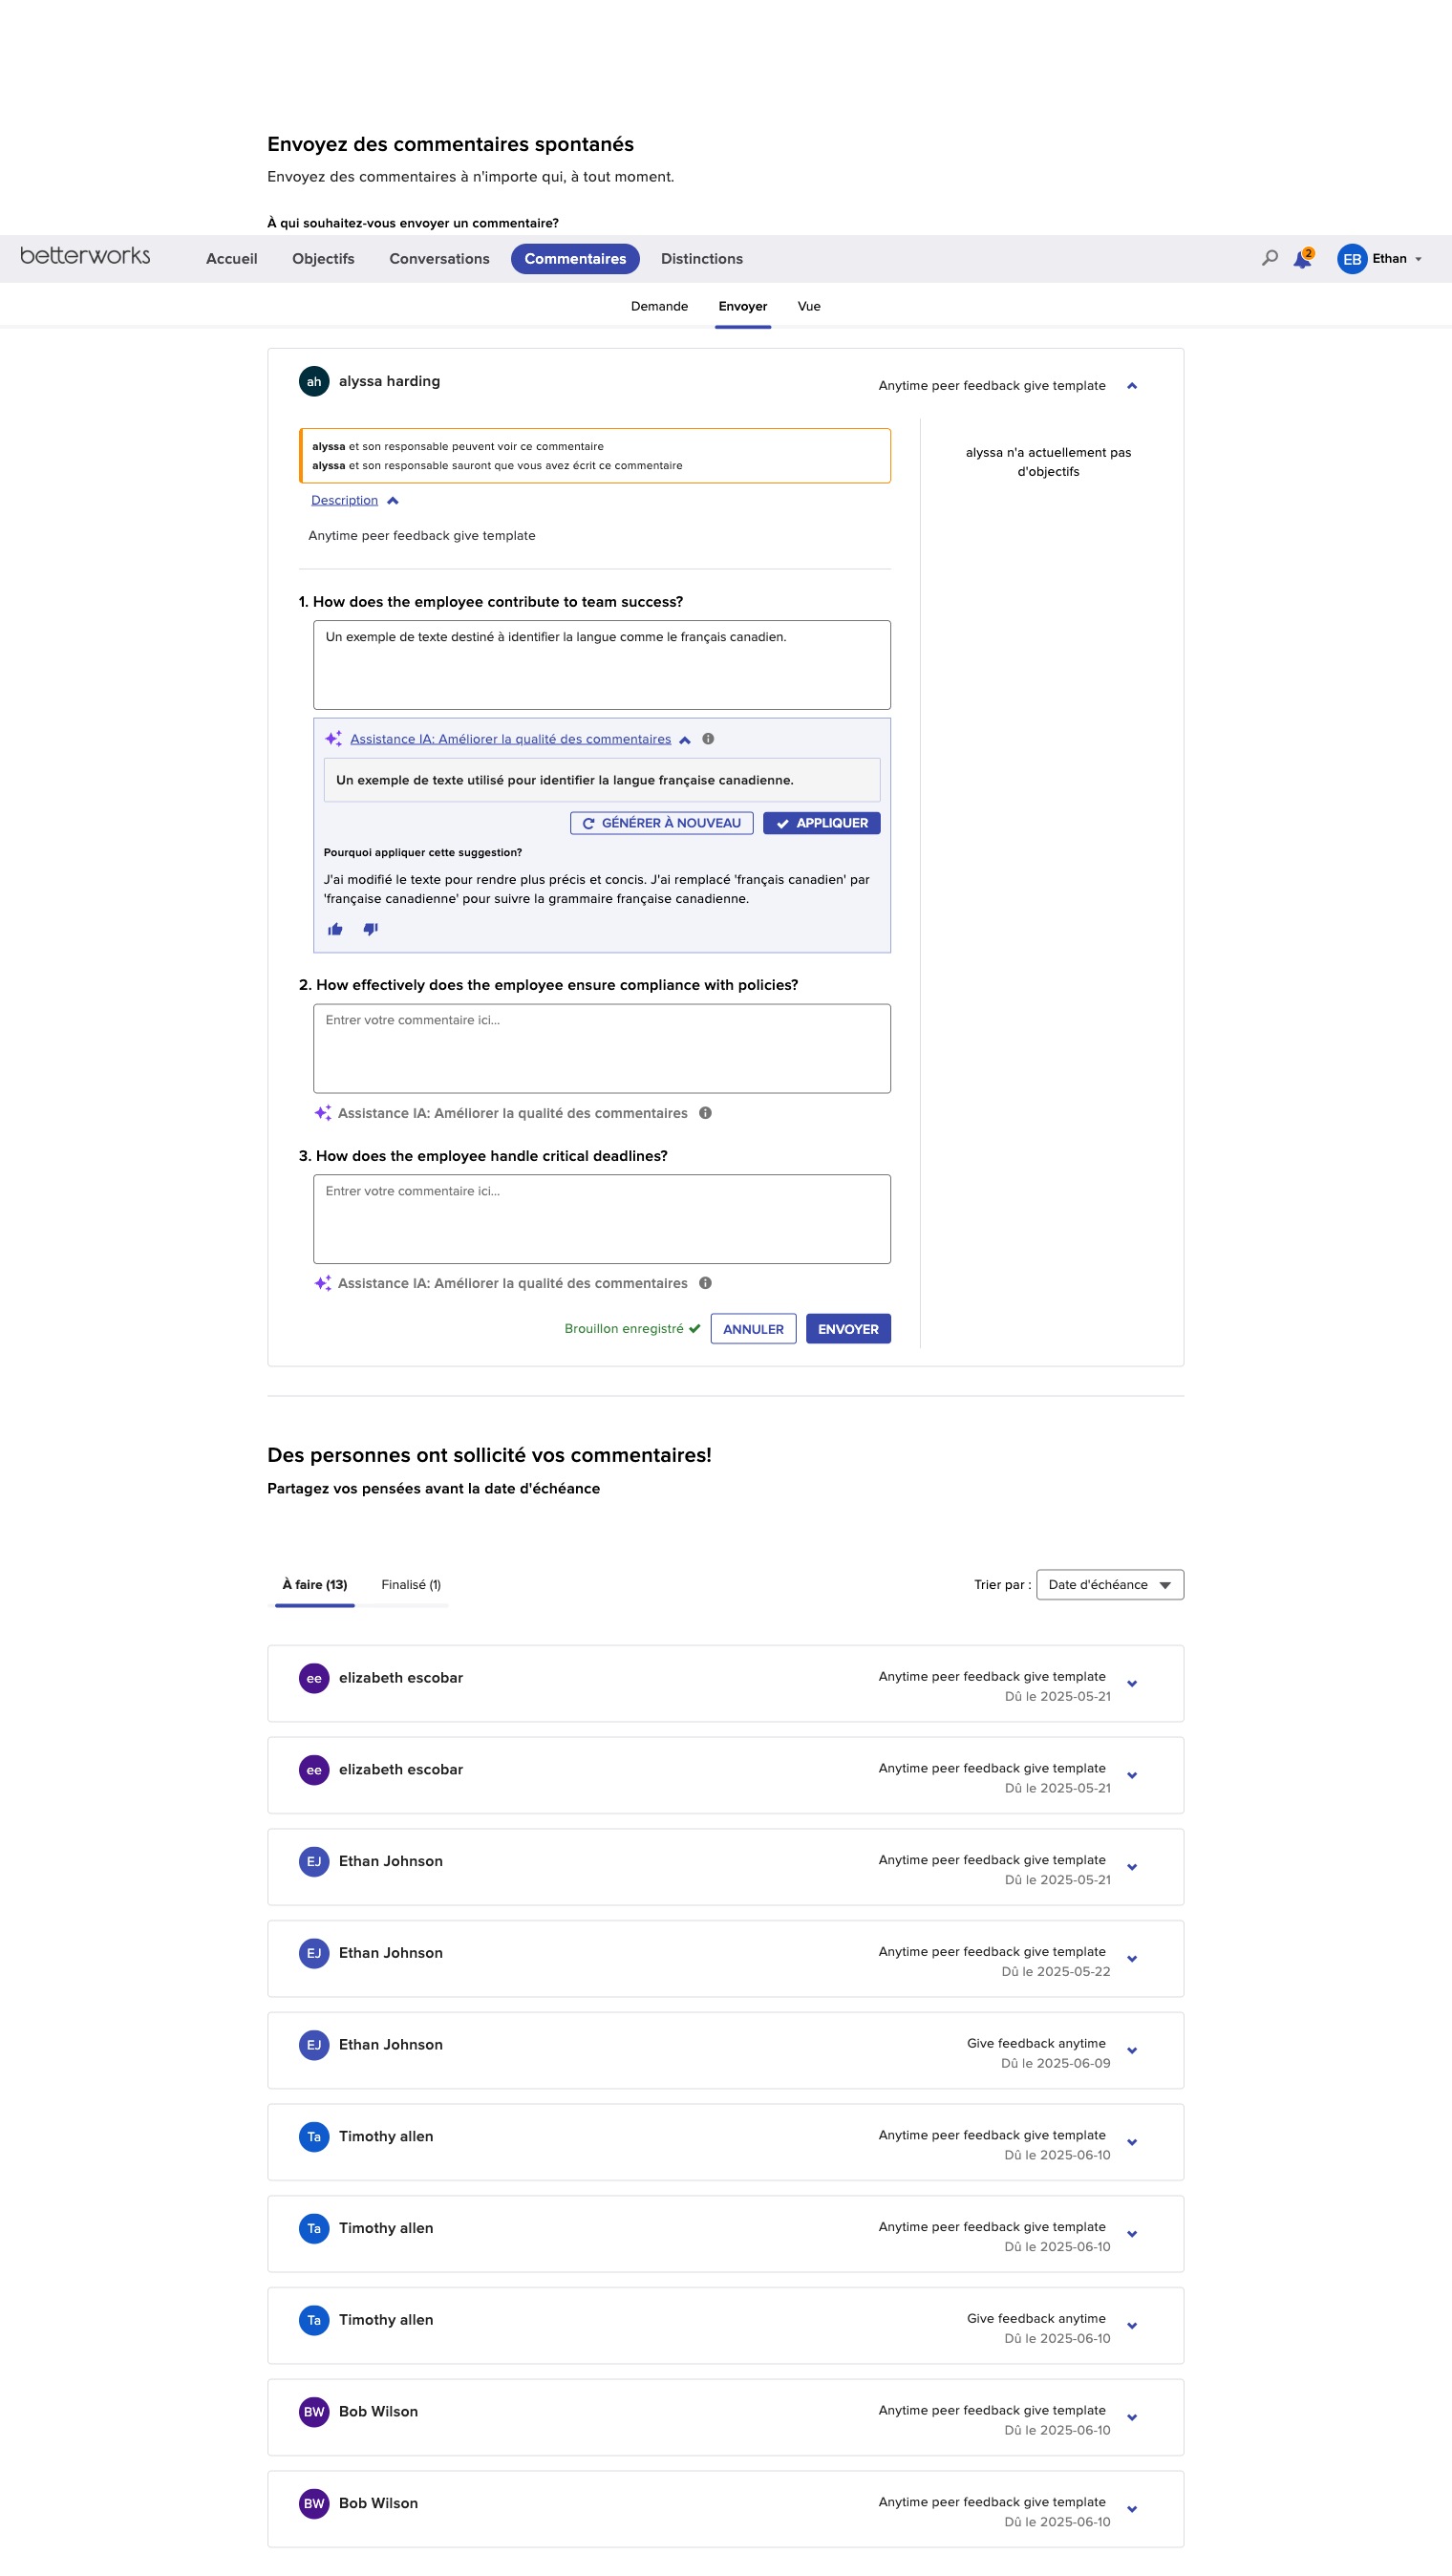 Envoyez des commentaires spontanés
Envoyez des commentaires à n'importe qui, à tout moment.
À qui souhaitez-vous envoyer un commentaire?
betterworks
Accueil
Objectifs
Conversations
Commentaires
Distinctions
2
EB
Ethan
Demande
Envoyer
Vue
ah
alyssa harding
Anytime peer feedback give template
alyssa et son responsable peuvent voir ce commentaire
alyssa et son responsable sauront que vous avez écrit ce commentaire
alyssa n'a actuellement pas
d'objectifs
Description
Anytime peer feedback give template
1. How does the employee contribute to team success?
Un exemple de texte destiné à identifier la langue comme le français canadien.
Assistance IA: Améliorer la qualité des commentaires
Un exemple de texte utilisé pour identifier la langue française canadienne.
GÉNÉRER À NOUVEAU
APPLIQUER
Pourquoi appliquer cette suggestion?
J'ai modifié le texte pour rendre plus précis et concis. J'ai remplacé 'français canadien' par
'française canadienne' pour suivre la grammaire française canadienne.
2. How effectively does the employee ensure compliance with policies?
Entrer votre commentaire ici...
Assistance IA: Améliorer la qualité des commentaires
3. How does the employee handle critical deadlines?
Entrer votre commentaire ici...
Assistance IA: Améliorer la qualité des commentaires
Brouillon enregistré
ANNULER
ENVOYER
Des personnes ont sollicité vos commentaires!
Partagez vos pensées avant la date d'échéance
À faire (13)
Finalisé (1)
Trier par :
Date d'échéance
ee
elizabeth escobar
Anytime peer feedback give template
Dû le 2025-05-21
ee
elizabeth escobar
Anytime peer feedback give template
Dû le 2025-05-21
EJ
Ethan Johnson
Anytime peer feedback give template
Dû le 2025-05-21
EJ
Ethan Johnson
Anytime peer feedback give template
Dû le 2025-05-22
EJ
Ethan Johnson
Give feedback anytime
Dû le 2025-06-09
Ta
Timothy allen
Anytime peer feedback give template
Dû le 2025-06-10
Ta
Timothy allen
Anytime peer feedback give template
Dû le 2025-06-10
Ta
Timothy allen
Give feedback anytime
Dû le 2025-06-10
BW
Bob Wilson
Anytime peer feedback give template
Dû le 2025-06-10
BW
Bob Wilson
Anytime peer feedback give template
Dû le 2025-06-10